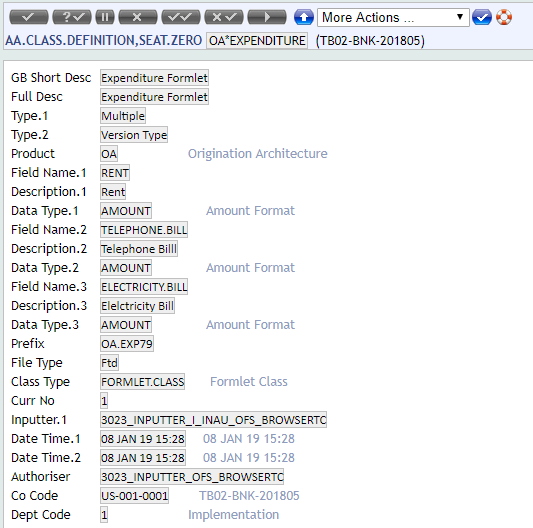 More Actions ...
AA.CLASS.DEFINITION,SEAT.ZERO OA*EXPENDITURE (TB02-BNK-201805)
GB Short Desc Expenditure Formlet
Full Desc Expenditure Formlet
Type.1 Multiple
Type.2 Version Type
Product OA Origination Architecture
Field Name.1 RENT
Description.1 Rent
Data Type.1 AMOUNT Amount Format
Field Name.2 TELEPHONE.BILL
Description.2 Telephone Billl
Data Type.2 AMOUNT Amount Format
Field Name.3 ELECTRICITY.BILL
Description.3 Elelctricity Bill
Data Type.3 AMOUNT Amount Format
Prefix OA.EXP79
File Type Ftd
Class Type FORMLET.CLASS Formlet Class
Curr No 1
Inputter.1 3023_INPUTTER_I_INAU_OFS_BROWSERTC
Date Time.1 08 JAN 19 15:28 08 JAN 19 15:28
Date Time.2 08 JAN 19 15:28 08 JAN 19 15:28
Authoriser 3023_INPUTTER_OFS_BROWSERTC
Co Code US-001-0001 TB02-BNK-201805
Dept Code 1 Implementation